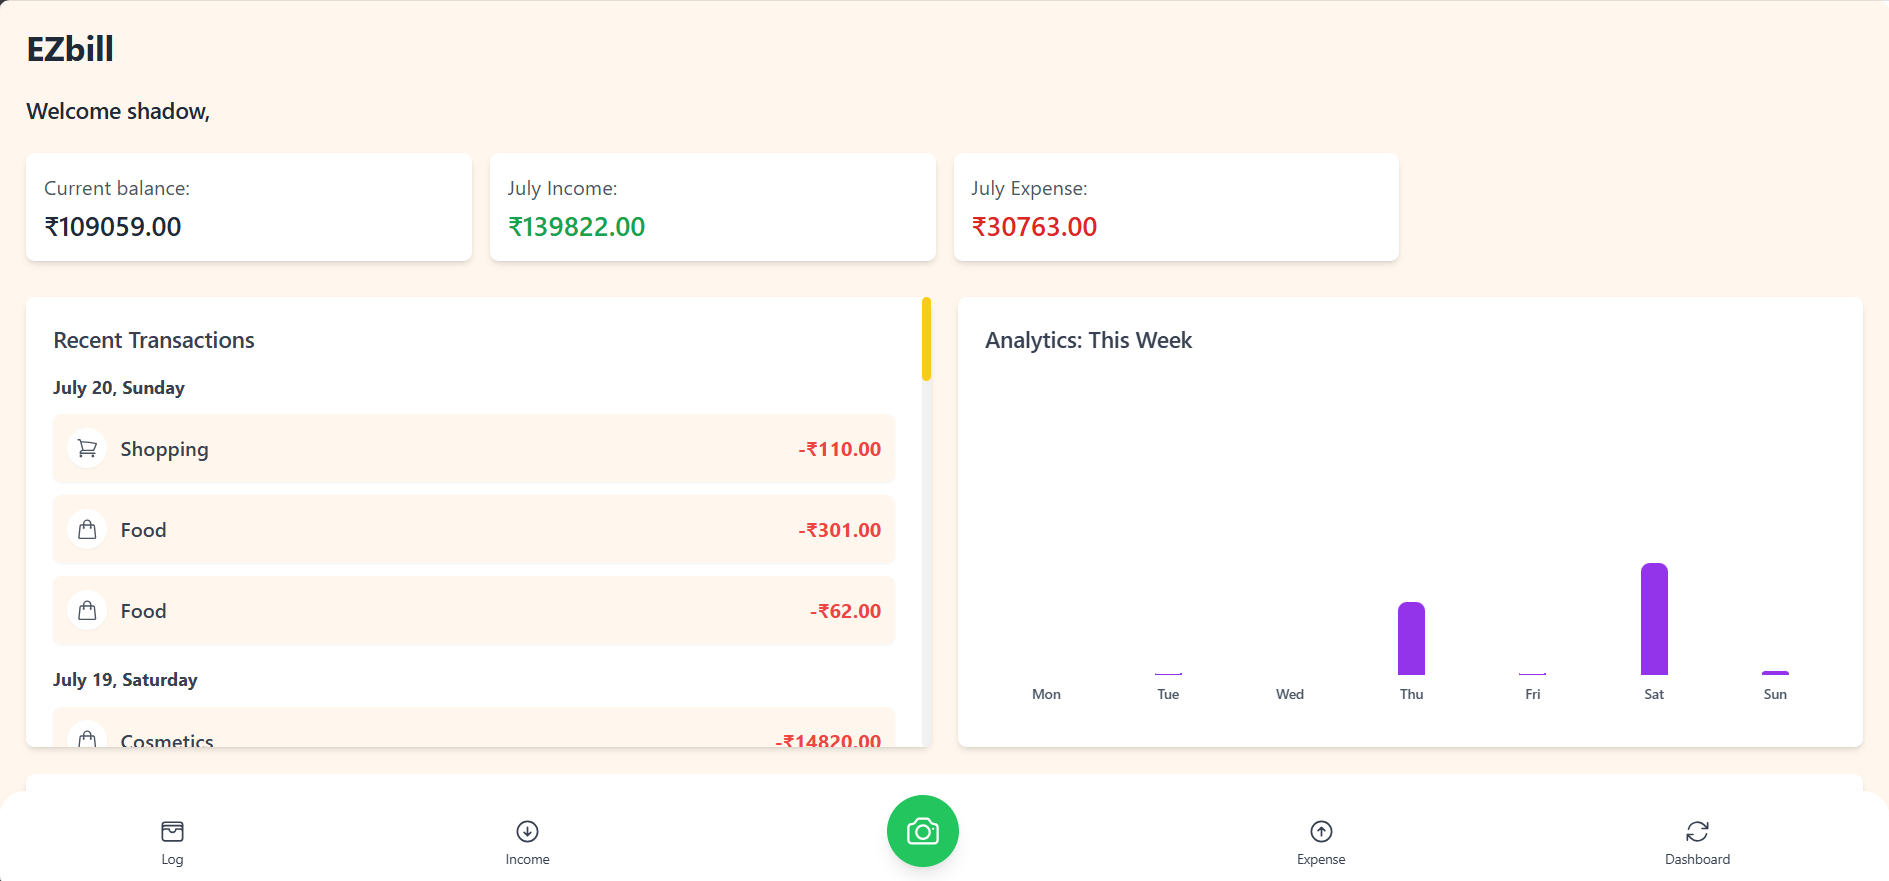 EZbill
Welcome shadow,
Current balance:
₹109059.00
July Income:
₹139822.00
July Expense:
₹30763.00
Recent Transactions
July 20, Sunday
Shopping -₹110.00
Food -₹301.00
Food -₹62.00
July 19, Saturday
Cosmetics -₹14820.00
Analytics: This Week
Mon Tue Wed Thu Fri Sat Sun
Log Income Expense Dashboard